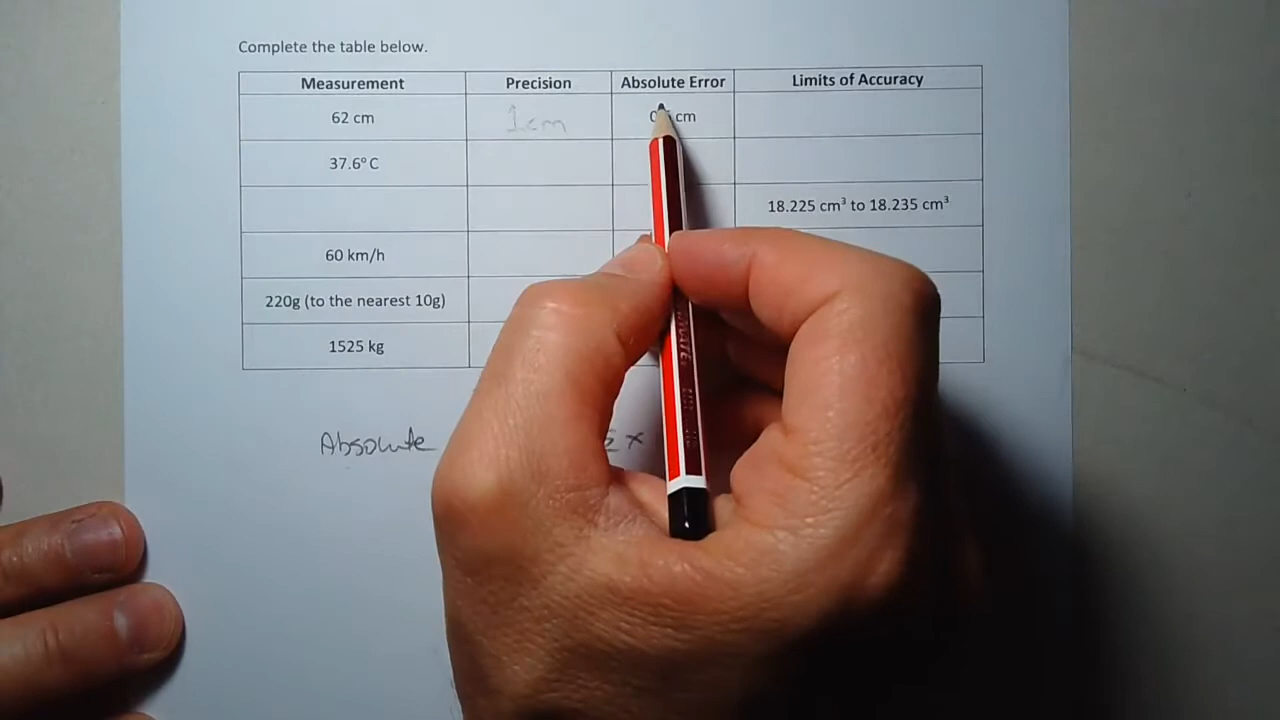 Complete the table below.
Measurement Precision Absolute Error Limits of Accuracy
62 cm 1cm cm
37.6° C
18.225 cm³ to 18.235 cm³
60 km/h
220g (to the nearest 10g)
1525 kg
Absolute ×